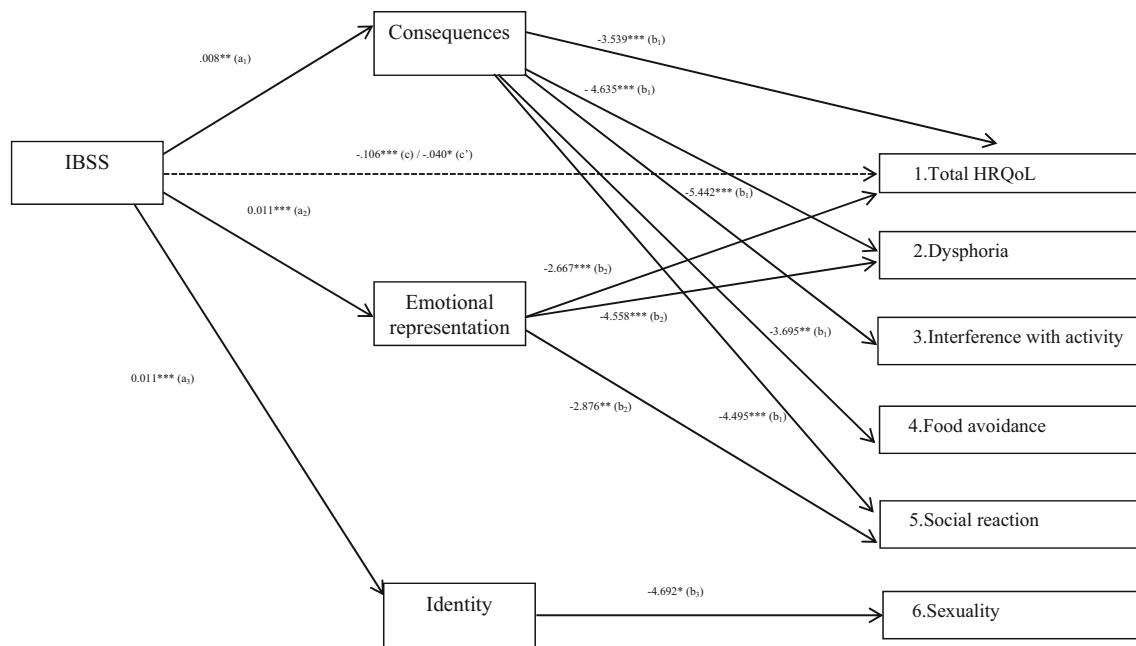 Consequences
-3.539*** (b₁)
.008** (a₁)
- 4.635*** (b₁)
IBSS
-.106*** (c) / -.040* (c’)
1.Total HRQoL
-5.442*** (b₁)
0.011*** (a₂)
2.Dysphoria
-2.667*** (b₂)
Emotional
representation
-4.558*** (b₂)
-3.695** (b₁)
3.Interference with activity
0.011*** (a₃)
-2.876** (b₂)
-4.495*** (b₁)
4.Food avoidance
5.Social reaction
Identity
-4.692* (b₃)
6.Sexuality